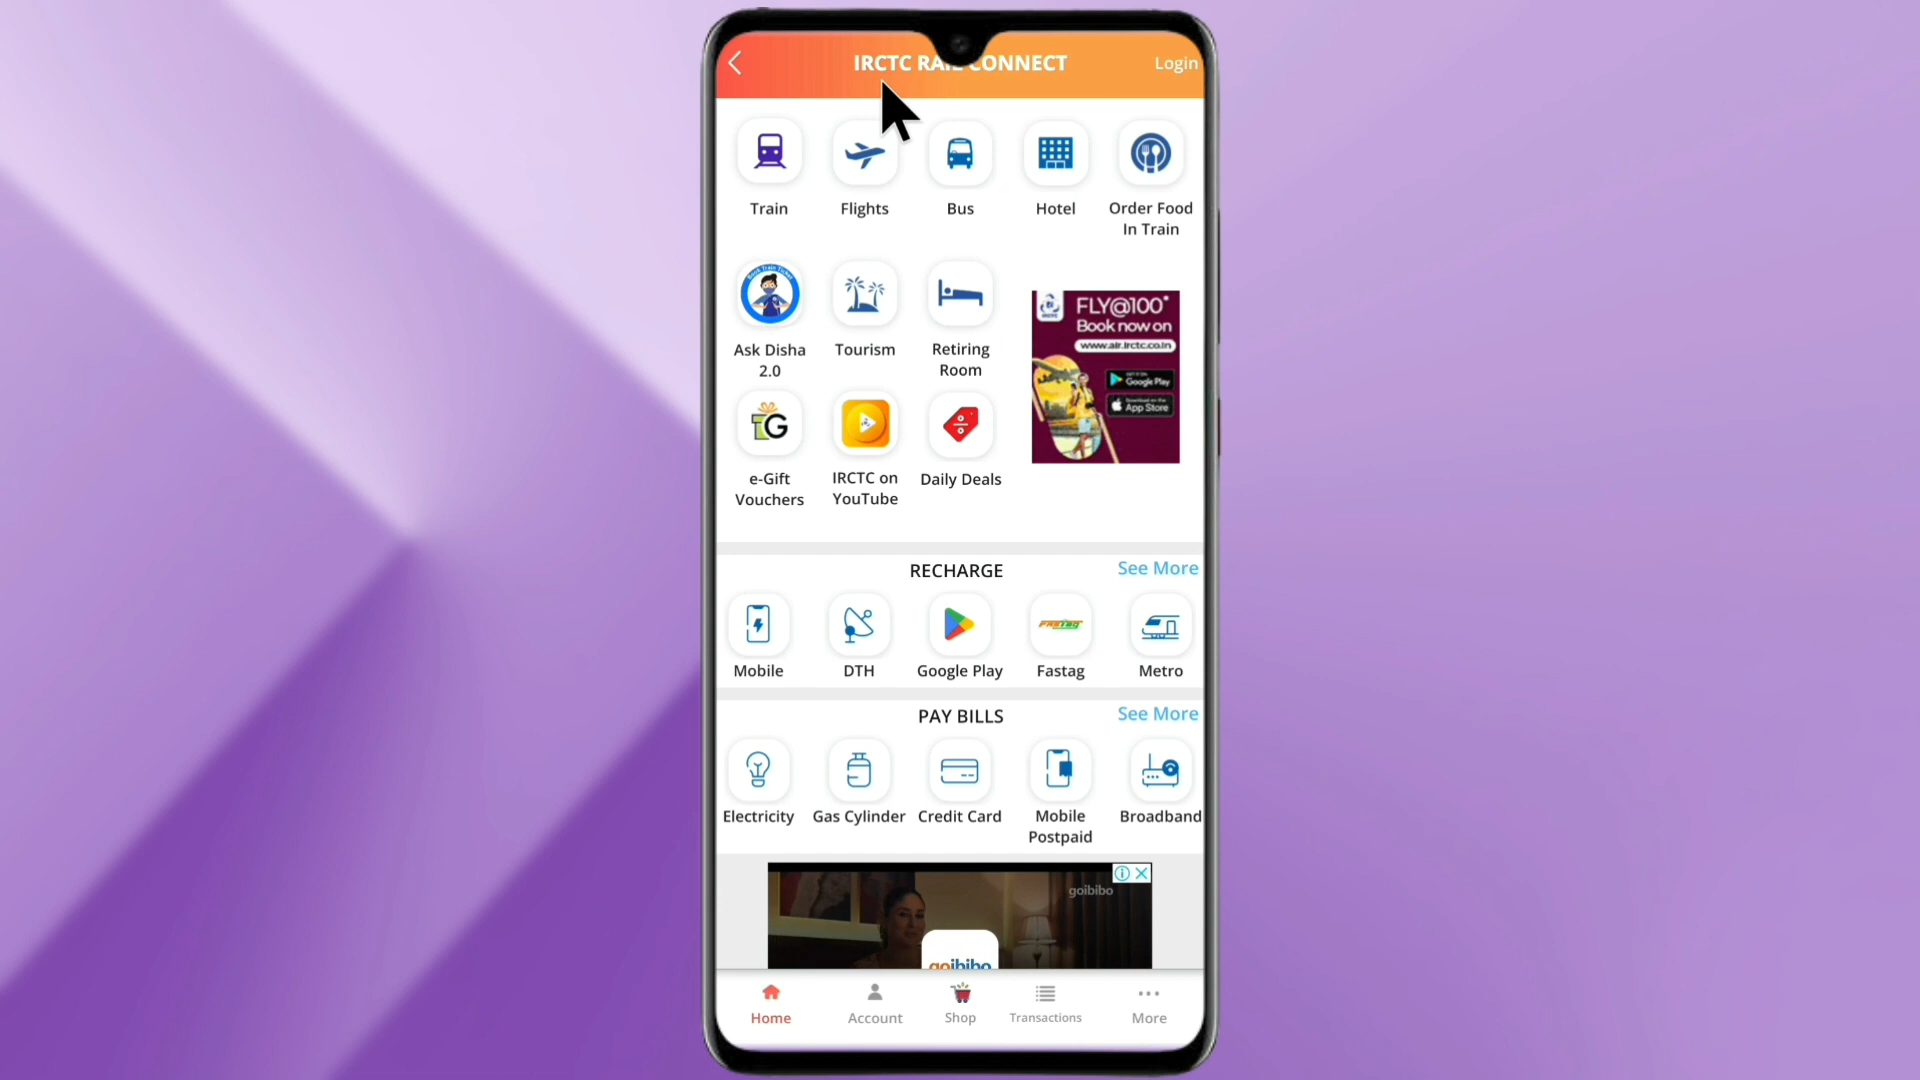 IRCTC RAIL CONNECT
Login
Train
Flights
Bus
Hotel
Order Food
In Train
Ask Disha
2.0
Tourism
Retiring
Room
FLY@100*
Book now on
www.air.irctc.co.in
Google Play
App Store
e-Gift
Vouchers
IRCTC on
YouTube
Daily Deals
RECHARGE
See More
Mobile
DTH
Google Play
Fastag
Metro
PAY BILLS
See More
Electricity
Gas Cylinder
Credit Card
Mobile
Postpaid
Broadband
goibibo
goibibo
Home
Account
Shop
Transactions
More